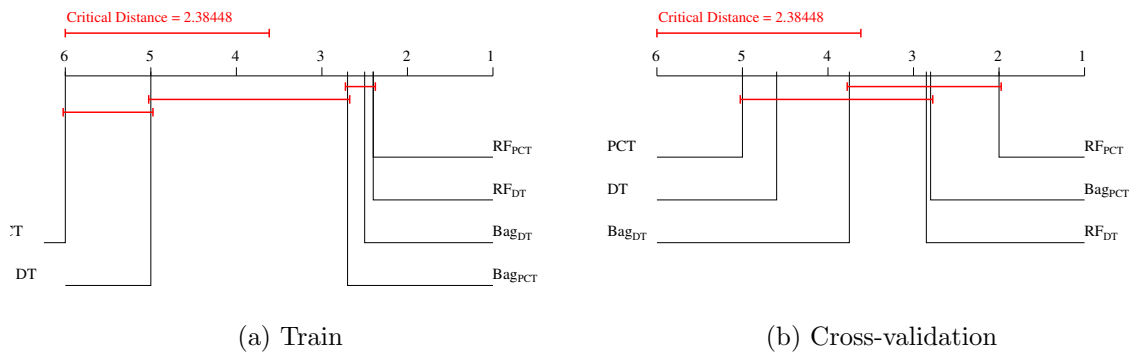 Critical Distance = 2.38448
6 5 4 3 2 1
RF_PCT
RF_DT
CT Bag_DT
DT Bag_PCT
(a) Train
Critical Distance = 2.38448
6 5 4 3 2 1
PCT RF_PCT
DT Bag_PCT
Bag_DT RF_DT
(b) Cross-validation